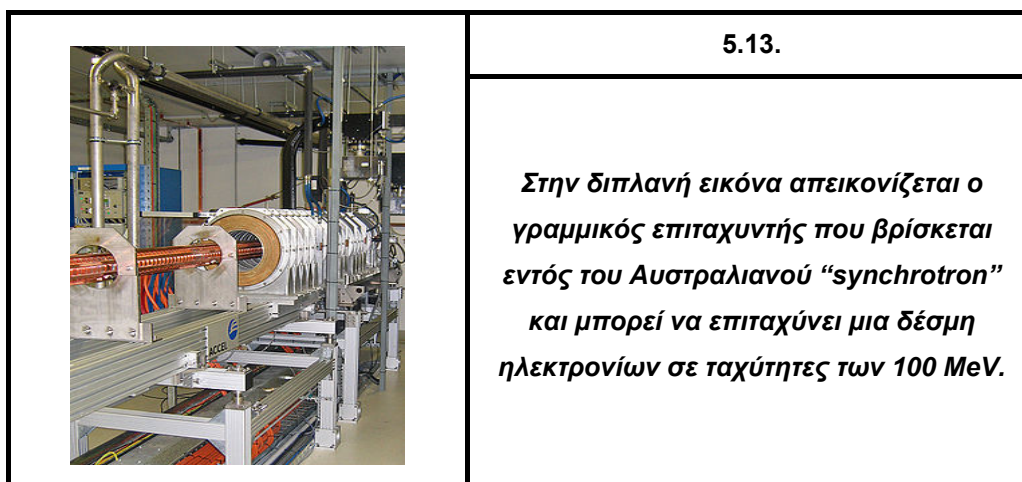 5.13.
Στην διπλανή εικόνα απεικονίζεται ο
γραμμικός επιταχυντής που βρίσκεται
εντός του Αυστραλιανού “synchrotron”
και μπορεί να επιταχύνει μια δέσμη
ηλεκτρονίων σε ταχύτητες των 100 MeV.
ACCEL